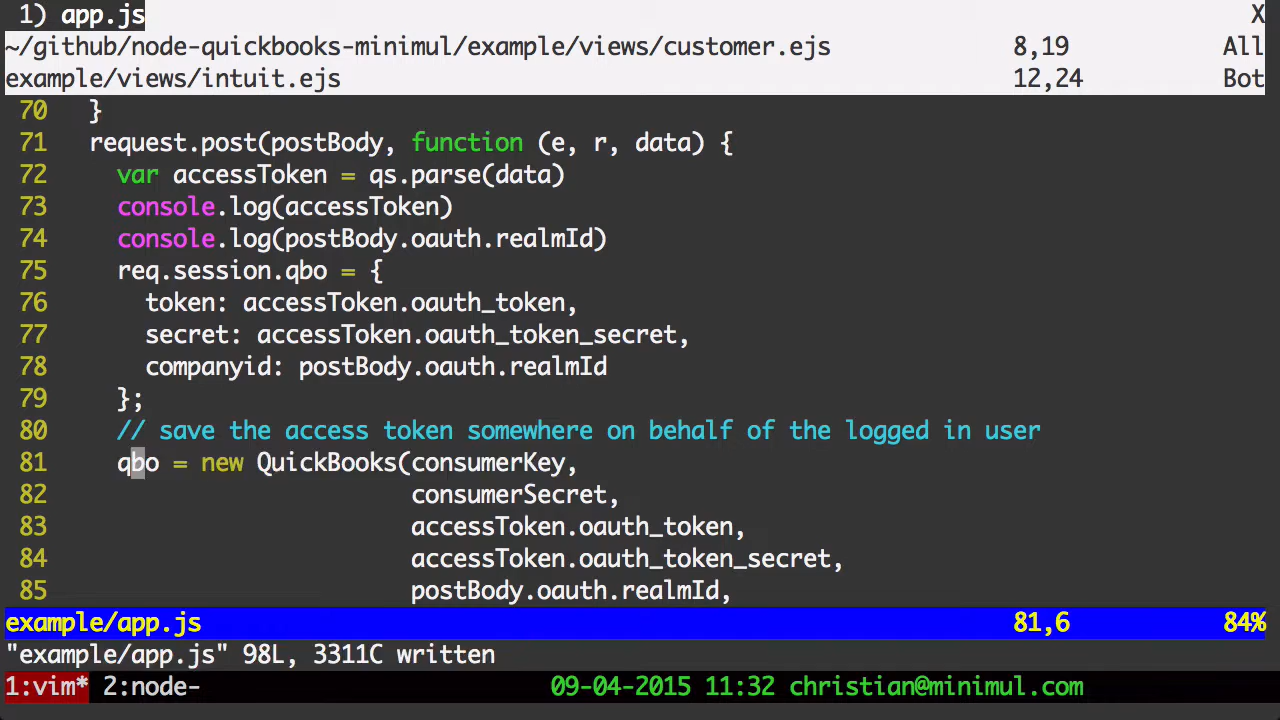 1) app.js X
~/github/node-quickbooks-minimul/example/views/customer.ejs 8,19 All
example/views/intuit.ejs 12,24 Bot
70 }
71 request.post(postBody, function (e, r, data) {
72 var accessToken = qs.parse(data)
73 console.log(accessToken)
74 console.log(postBody.oauth.realmId)
75 req.session.qbo = {
76 token: accessToken.oauth_token,
77 secret: accessToken.oauth_token_secret,
78 companyid: postBody.oauth.realmId
79 };
80 // save the access token somewhere on behalf of the logged in user
81 qbo = new QuickBooks(consumerKey,
82 consumerSecret,
83 accessToken.oauth_token,
84 accessToken.oauth_token_secret,
85 postBody.oauth.realmId,
example/app.js 81,6 84%
"example/app.js" 98L, 3311C written
1:vim* 2:node- 09-04-2015 11:32 christian@minimul.com